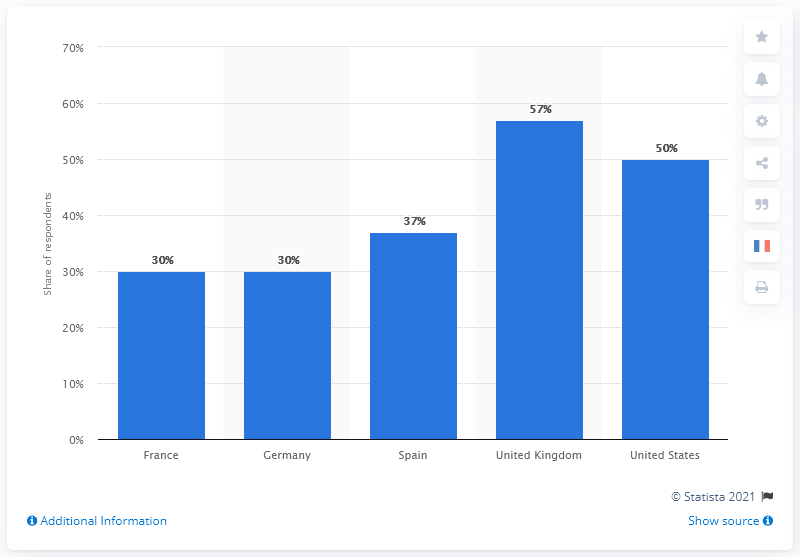 70%
60%
50%
40%
30%
20%
10%
0%
Share of respondents
30%
30%
37%
57%
50%
France
Germany
Spain
United Kingdom
United States
© Statista 2021
Additional Information
Show source